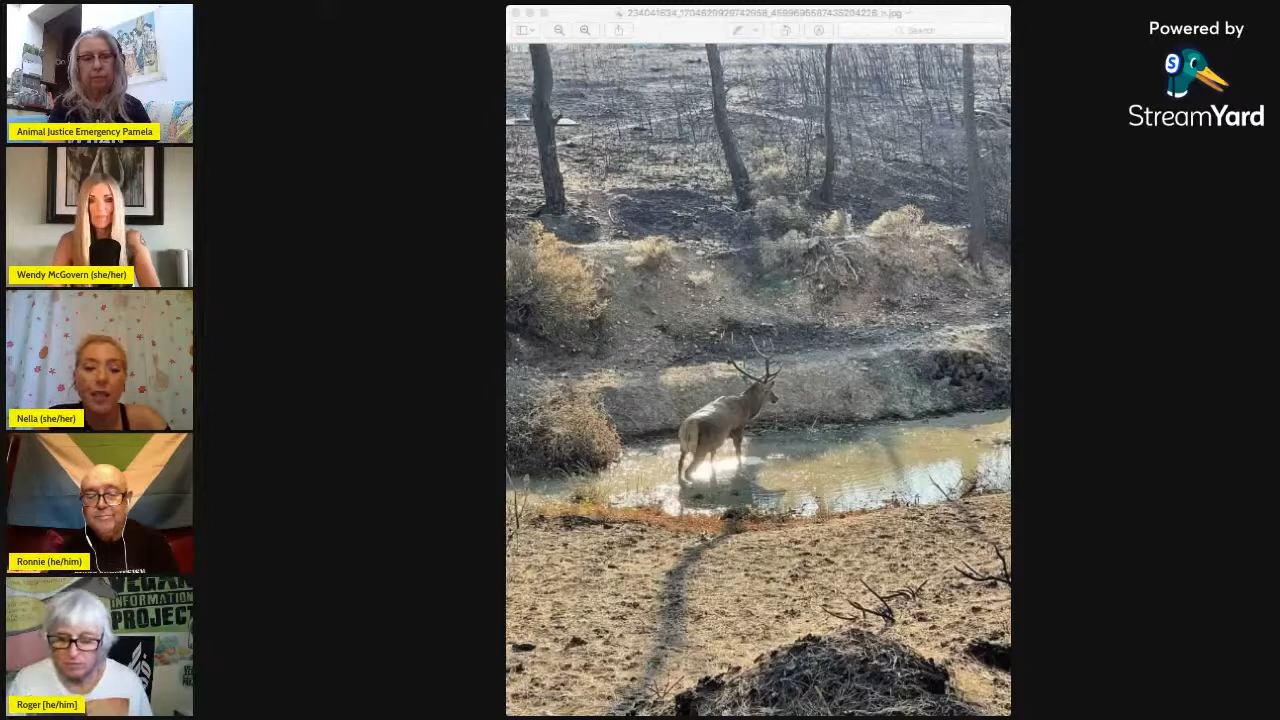 Animal Justice Emergency Pamela
Wendy McGovern (she/her)
Nella (she/her)
Ronnie (he/him)
VEGAN
INFORMATION
PROJECT
Roger [he/him]
Search
Powered by
S
StreamYard